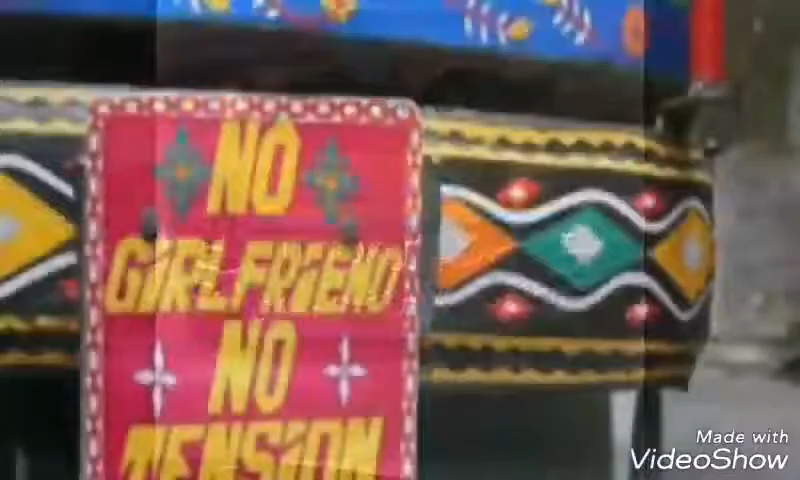 NO
GIRLFRIEND
NO
TENSION
Made with
VideoShow